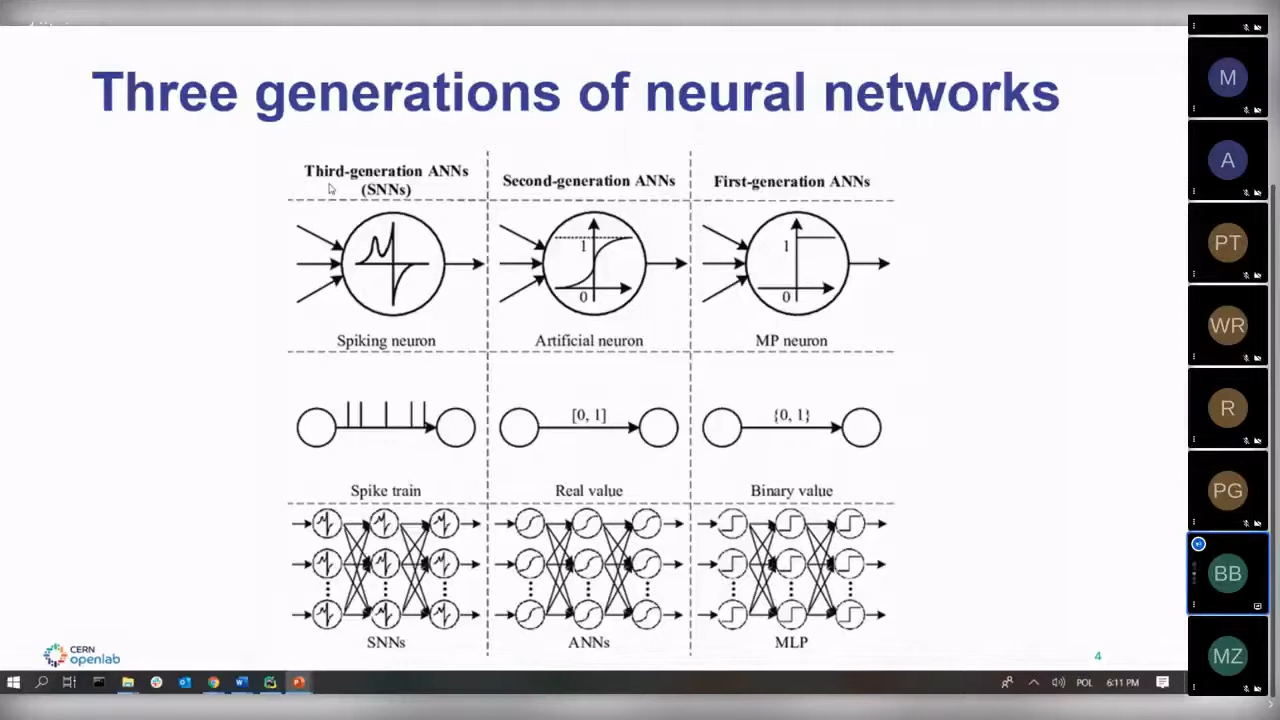 Three generations of neural networks
Third-generation ANNs
(SNNs)
Second-generation ANNs
First-generation ANNs
1
0
1
0
Spiking neuron
Artificial neuron
MP neuron
[0, 1]
{0, 1}
Spike train
Real value
Binary value
SNNs
ANNs
MLP
CERN
openlab
4
POL
6:11 PM
M
A
PT
WR
R
PG
BB
MZ